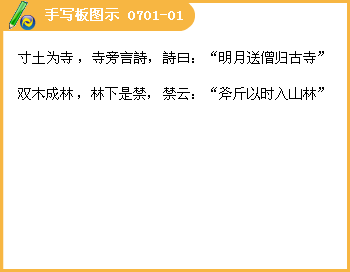 手写板图示 0701-01
寸土为寺，寺旁言詩，詩曰：“明月送僧归古寺”
双木成林，林下是禁，禁云：“斧斤以时入山林”